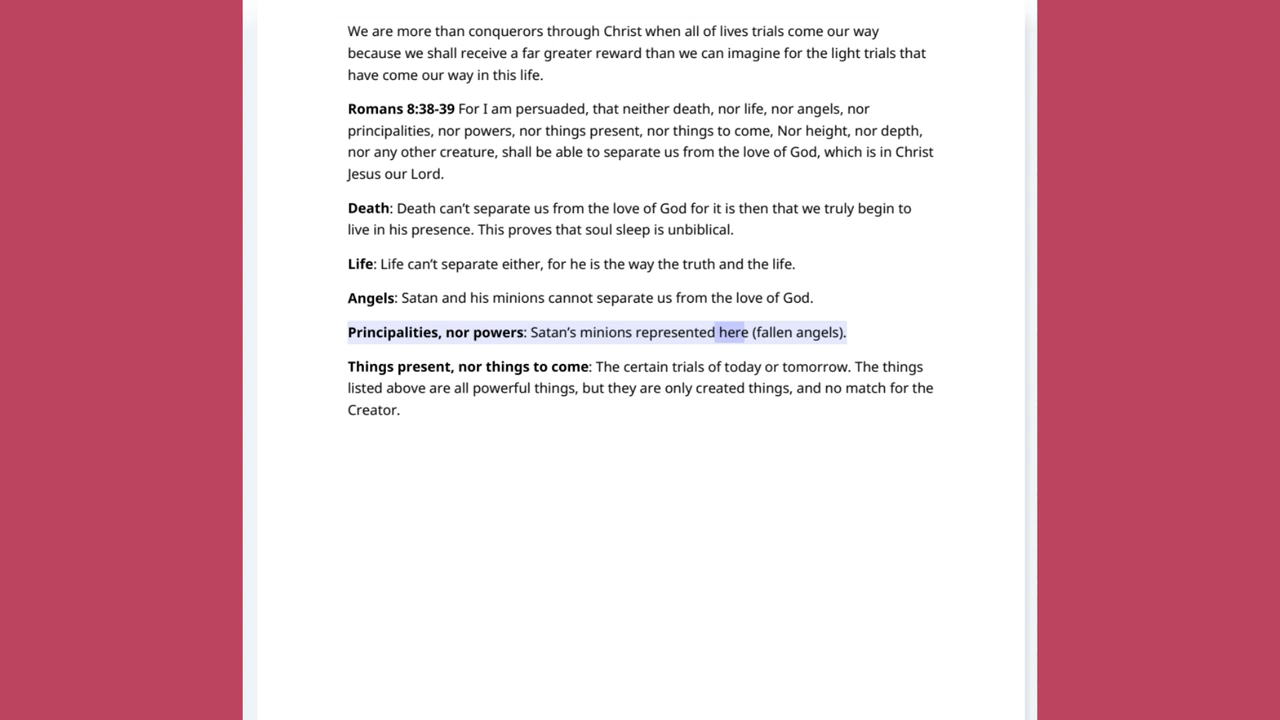 We are more than conquerors through Christ when all of lives trials come our way
because we shall receive a far greater reward than we can imagine for the light trials that
have come our way in this life.
Romans 8:38-39 For I am persuaded, that neither death, nor life, nor angels, nor
principalities, nor powers, nor things present, nor things to come, Nor height, nor depth,
nor any other creature, shall be able to separate us from the love of God, which is in Christ
Jesus our Lord.
Death: Death can’t separate us from the love of God for it is then that we truly begin to
live in his presence. This proves that soul sleep is unbiblical.
Life: Life can’t separate either, for he is the way the truth and the life.
Angels: Satan and his minions cannot separate us from the love of God.
Principalities, nor powers: Satan’s minions represented here (fallen angels).
Things present, nor things to come: The certain trials of today or tomorrow. The things
listed above are all powerful things, but they are only created things, and no match for the
Creator.